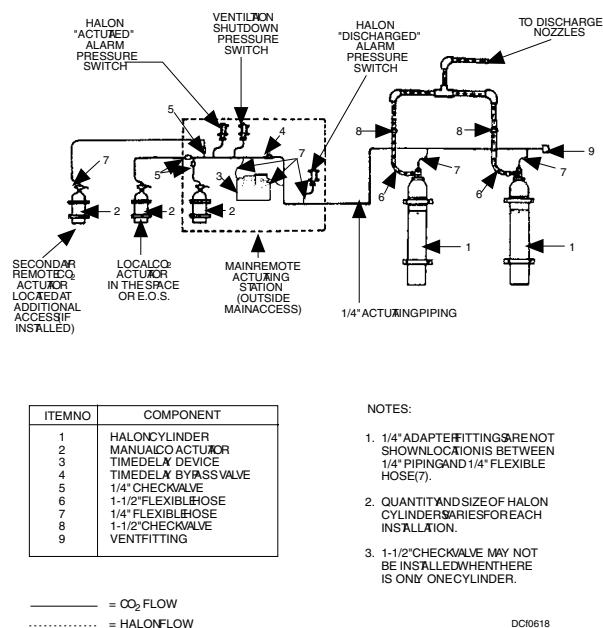 HALON
"ACTUATED"
ALARM
PRESSURE
SWITCH
VENTILATION
SHUTDOWN
PRESSURE
SWITCH
HALON
"DISCHARGED"
ALARM
PRESSURE
SWITCH
TO DISCHARGE
NOZZLES
5
4
8
8
9
7
5
3
7
7
7
6
6
2
2
2
1
1
SECONDARY
REMOTE CO2
ACTUATOR
LOCATED AT
ADDITIONAL
ACCESS (IF
INSTALLED)
LOCAL CO2
ACTUATOR
IN THE SPACE
OR E.O.S.
MAIN REMOTE
ACTUATING
STATION
(OUTSIDE
MAIN ACCESS)
1/4" ACTUATING PIPING
ITEM NO COMPONENT
1 HALON CYLINDER
2 MANUAL CO ACTUATOR
3 TIME DELAY DEVICE
4 TIME DELAY BYPASS VALVE
5 1/4" CHECK VALVE
6 1-1/2" FLEXIBLE HOSE
7 1/4" FLEXIBLE HOSE
8 1-1/2" CHECK VALVE
9 VENT FITTING
NOTES:
1. 1/4" ADAPTER FITTINGS ARE NOT
SHOWN LOCATION IS BETWEEN
1/4" PIPING AND 1/4" FLEXIBLE
HOSE (7).
2. QUANTITY AND SIZE OF HALON
CYLINDERS VARIES FOR EACH
INSTALLATION.
3. 1-1/2" CHECK VALVE MAY NOT
BE INSTALLED WHEN THERE
IS ONLY ONE CYLINDER.
= CO2 FLOW
= HALON FLOW
DCf0618